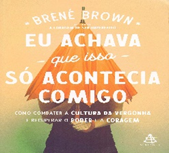 BRENÉ BROWN
EU ACHAVA
que isso
SÓ ACONTECIA
COMIGO
COMO COMBATER A CULTURA DA VERGONHA
E RECUPERAR O PODER E A CORAGEM